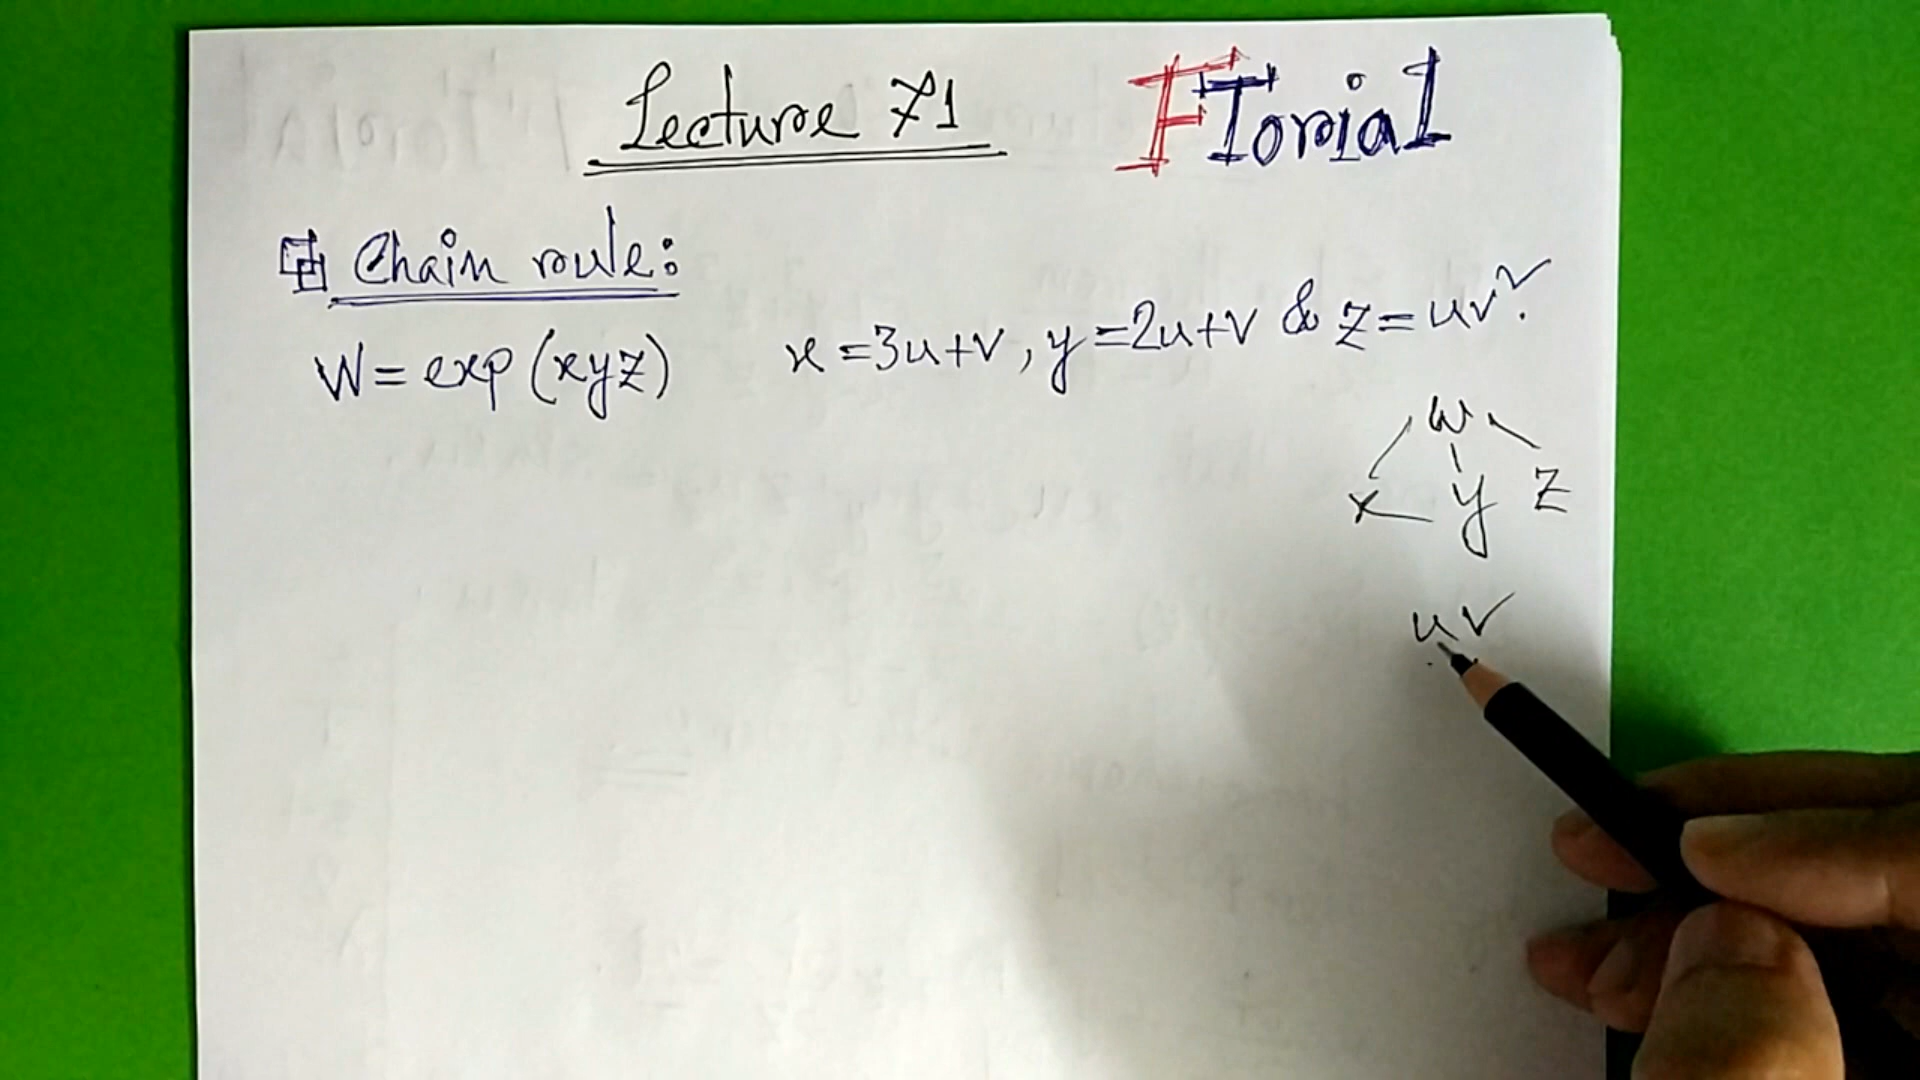 Lecture 71
FTorial
Chain rule:
W = exp (xyz)
x = 3u+v, y = 2u+v & z = uv².
w
x y z
u v